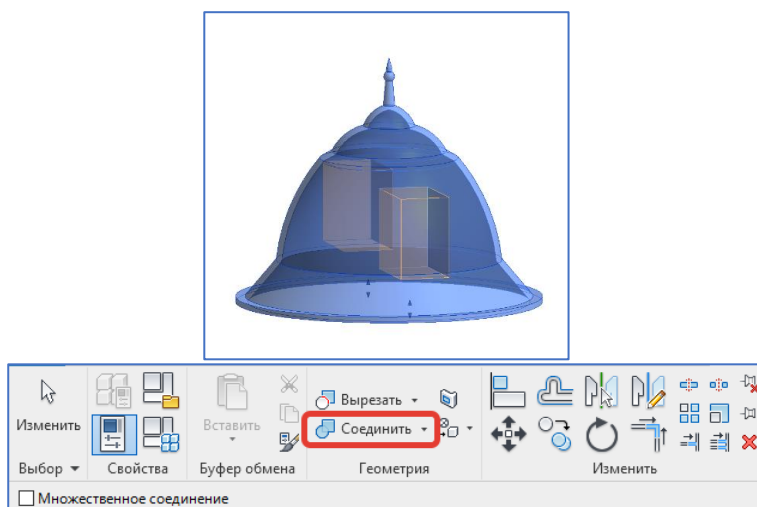 Вырезать
Изменить
Вставить
Соединить
Выбор
Свойства
Буфер обмена
Геометрия
Изменить
Множественное соединение